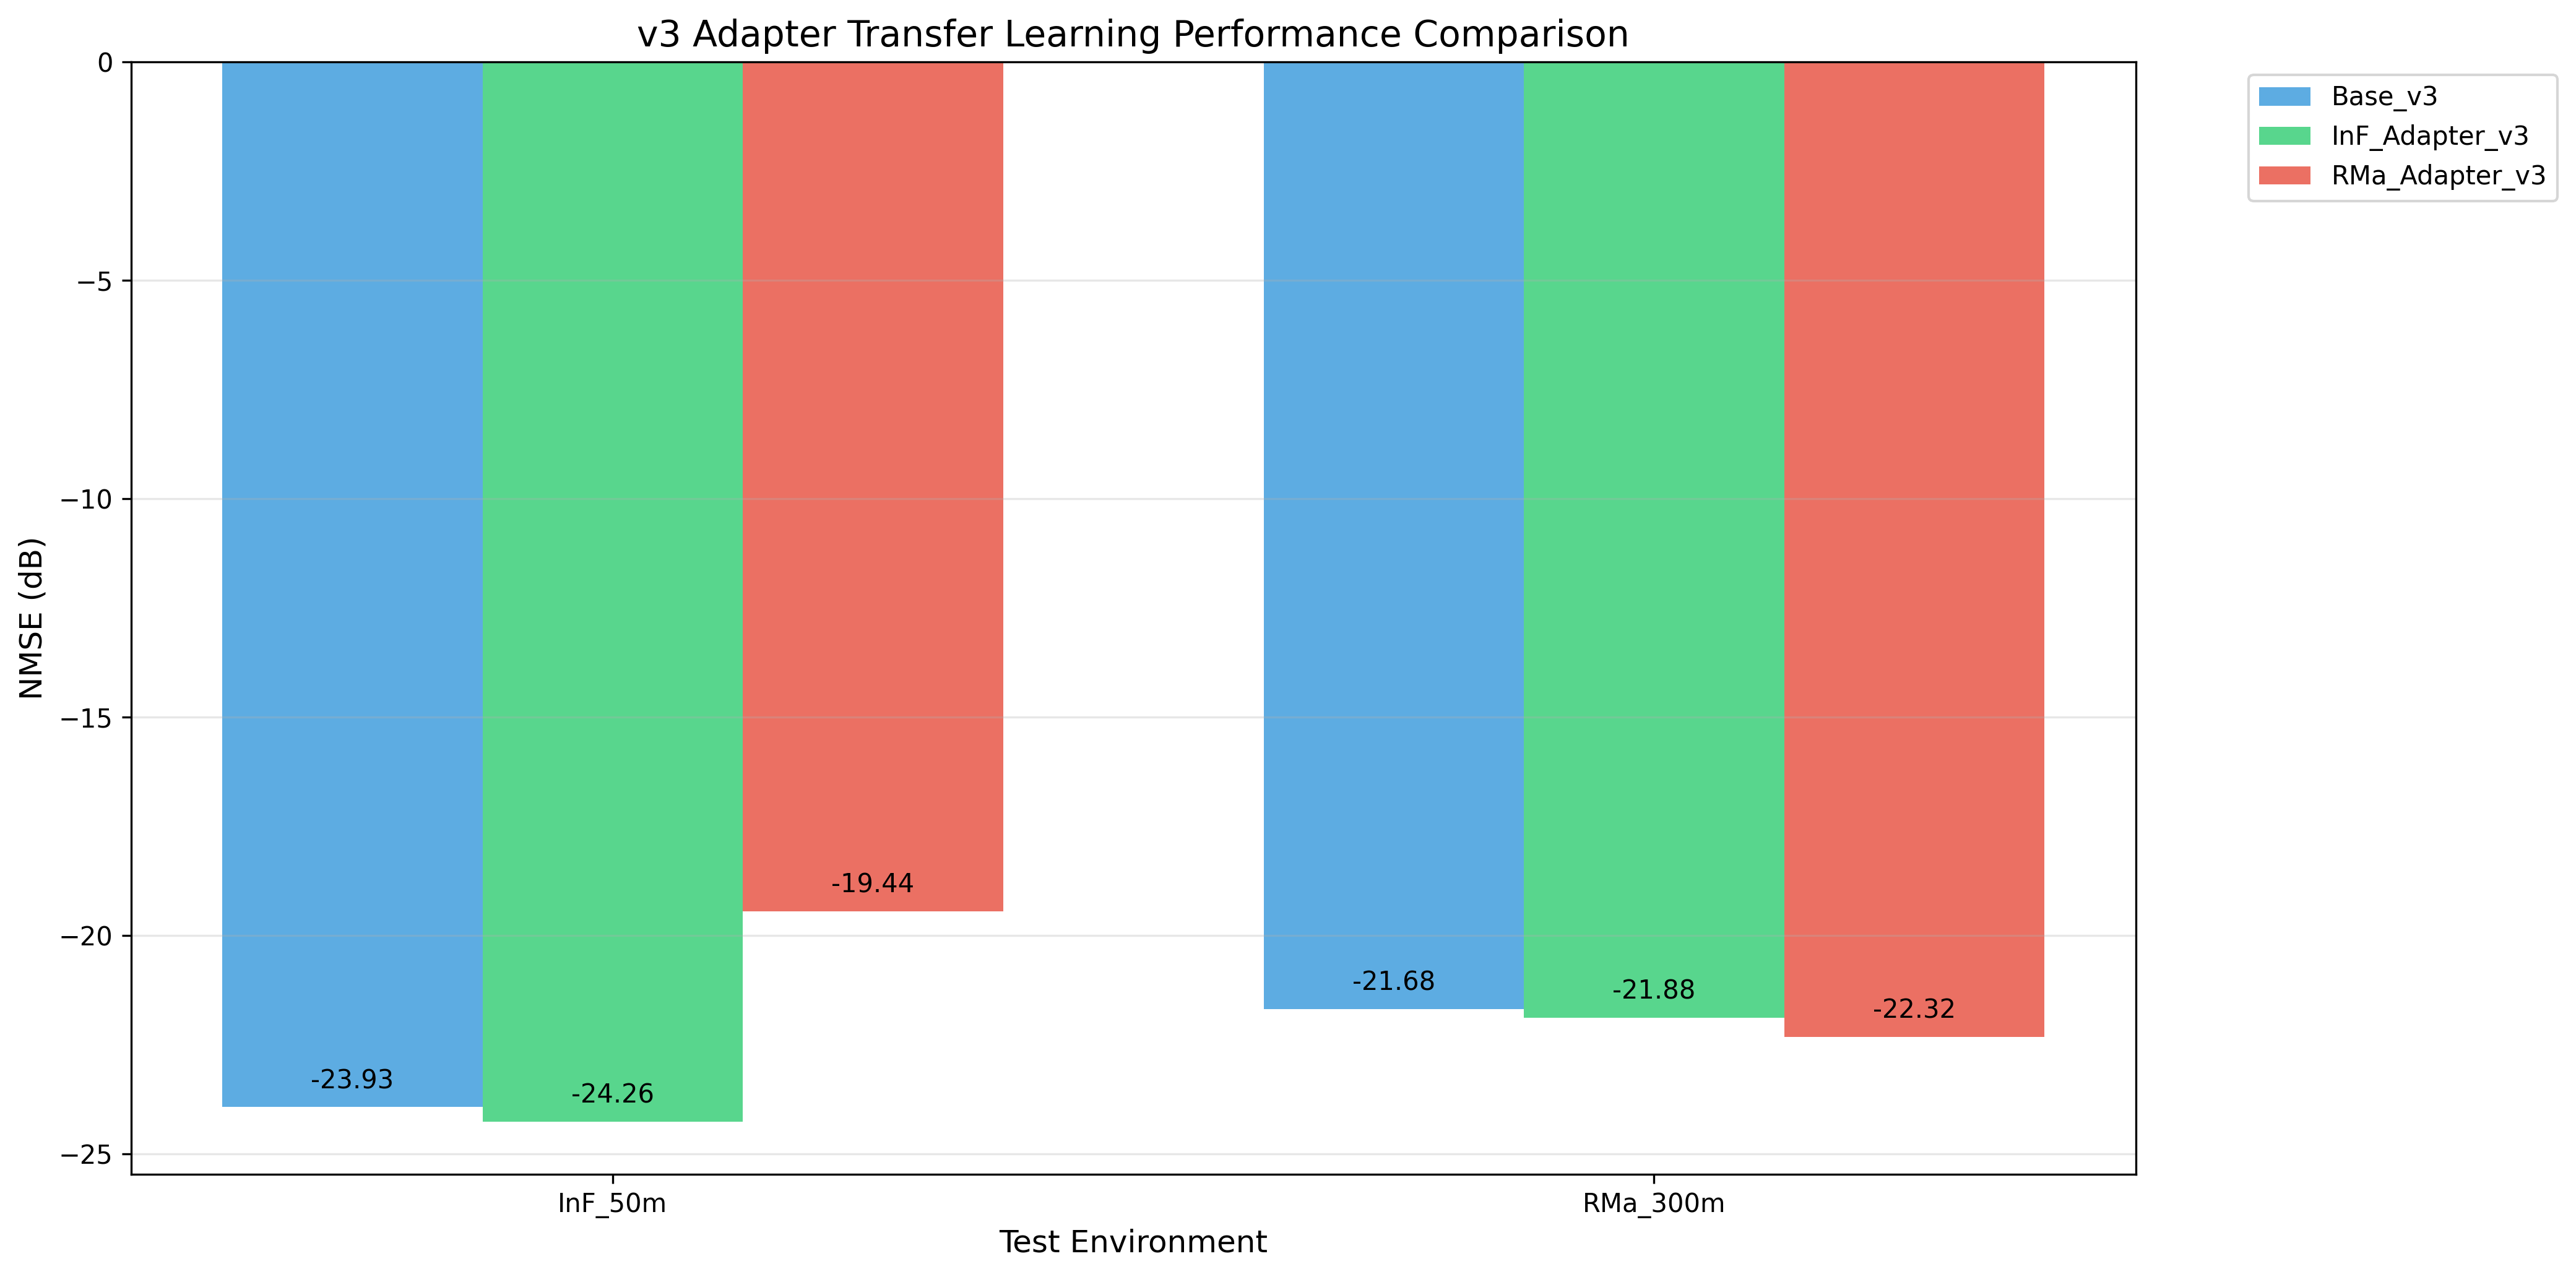 v3 Adapter Transfer Learning Performance Comparison
Base_v3
InF_Adapter_v3
RMa_Adapter_v3
NMSE (dB)
0
−5
−10
−15
−20
−25
-23.93
-24.26
-19.44
-21.68
-21.88
-22.32
InF_50m
RMa_300m
Test Environment